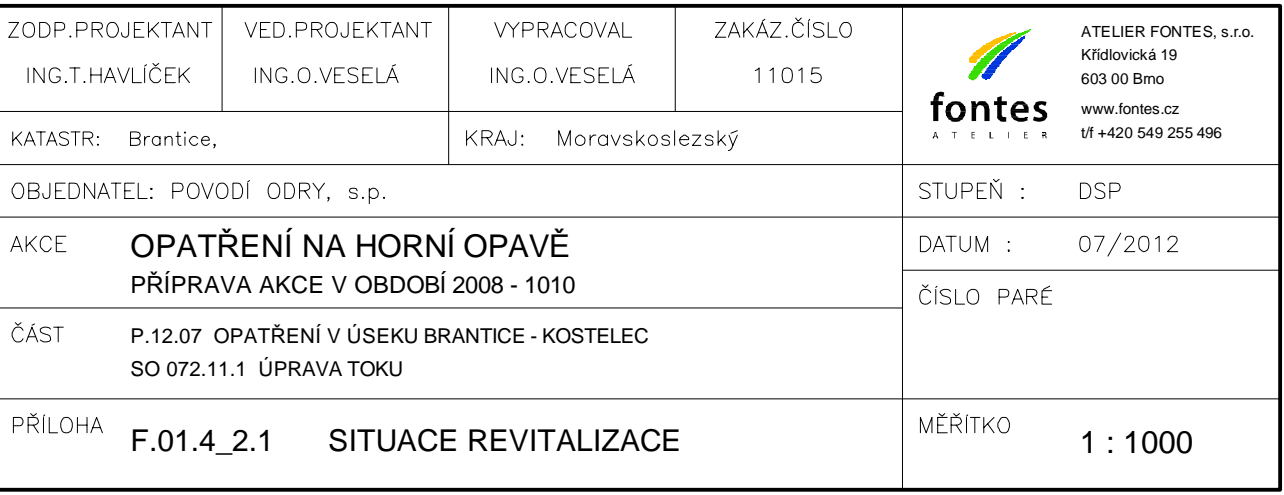 ZODP.PROJEKTANT VED.PROJEKTANT VYPRACOVAL ZAKÁZ.ČÍSLO
ING.T.HAVLÍČEK ING.O.VESELÁ ING.O.VESELÁ 11015
fontes
ATELIER
ATELIER FONTES, s.r.o.
Křídlovická 19
603 00 Brno
www.fontes.cz
t/f +420 549 255 496
KATASTR: Brantice, KRAJ: Moravskoslezský
OBJEDNATEL: POVODÍ ODRY, s.p. STUPEŇ : DSP
AKCE OPATŘENÍ NA HORNÍ OPAVĚ DATUM : 07/2012
PŘÍPRAVA AKCE V OBDOBÍ 2008 - 1010
ČÍSLO PARÉ
ČÁST P.12.07 OPATŘENÍ V ÚSEKU BRANTICE - KOSTELEC
SO 072.11.1 ÚPRAVA TOKU
PŘÍLOHA F.01.4_2.1 SITUACE REVITALIZACE MĚŘÍTKO 1 : 1000